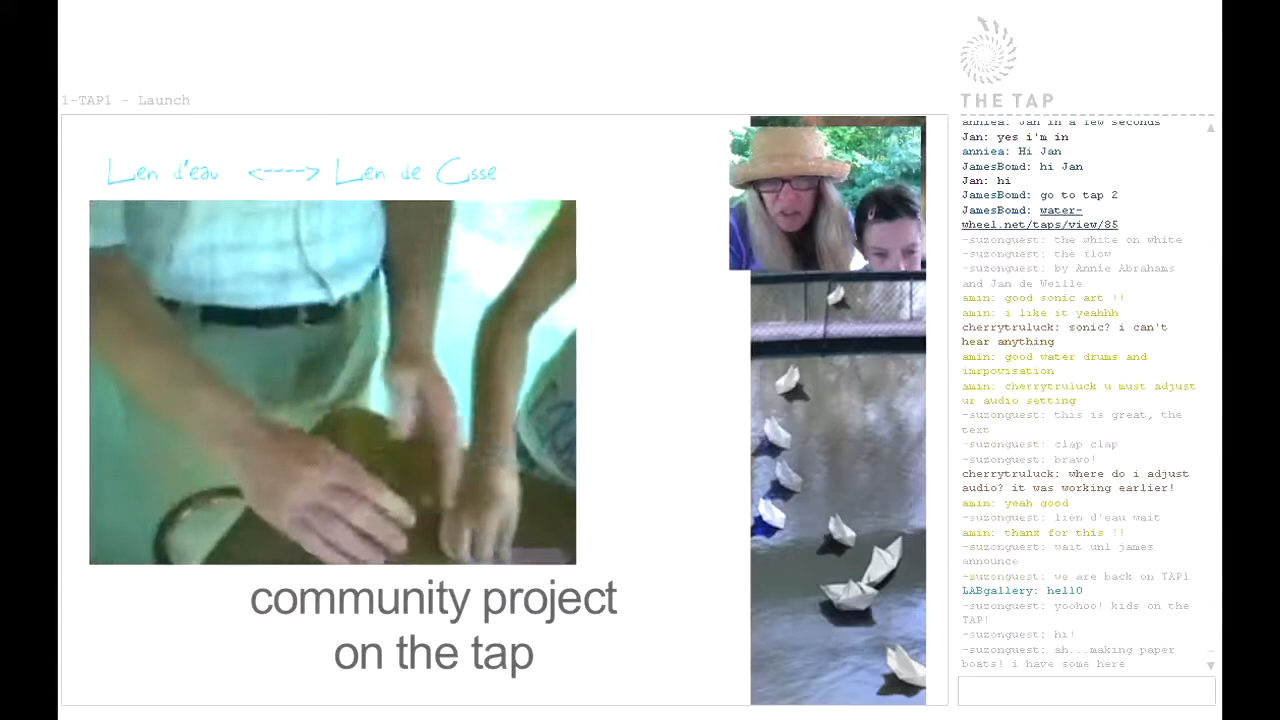 1-TAP1 - Launch
THE TAP
Len d'eau <----> Len de Csse
community project
on the tap
anniea: Jan in a few seconds
Jan: yes i'm in
anniea: Hi Jan
JamesBomd: hi Jan
Jan: hi
JamesBomd: go to tap 2
JamesBomd: water-
wheel.net/taps/view/85
~suzonguest: the white on white
~suzonguest: the flow
~suzonguest: by Annie Abrahams
and Jan de Weille
amin: good sonic art !!
amin: i like it yeahhh
cherrytruluck: sonic? i can't
hear anything
amin: good water drums and
imrpovisation
amin: cherrytruluck u must adjust
ur audio setting
~suzonguest: this is great, the
text
~suzonguest: clap clap
~suzonguest: bravo!
cherrytruluck: where do i adjust
audio? it was working earlier!
amin: yeah good
~suzonguest: lien d'eau wait
amin: thanx for this !!
~suzonguest: wait unl james
announce
~suzonguest: we are back on TAP1
LABgallery: hell0
~suzonguest: yoohoo! kids on the
TAP!
~suzonguest: hi!
~suzonguest: ah...making paper
boats! i have some here